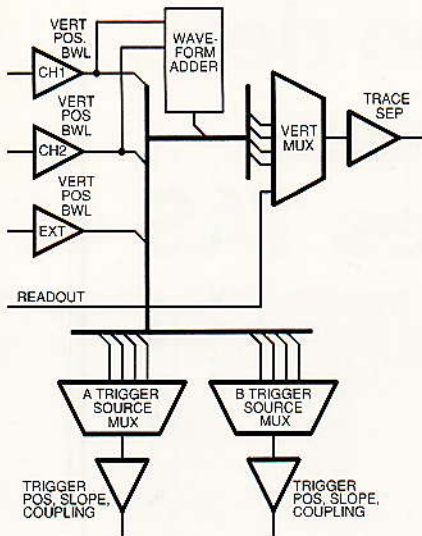 VERT
POS.
BWL
CH1
WAVE-
FORM
ADDER
VERT
POS
BWL
CH2
VERT
MUX
TRACE
SEP
VERT
POS
BWL
EXT
READOUT
A TRIGGER
SOURCE
MUX
B TRIGGER
SOURCE
MUX
TRIGGER
POS, SLOPE,
COUPLING
TRIGGER
POS, SLOPE,
COUPLING